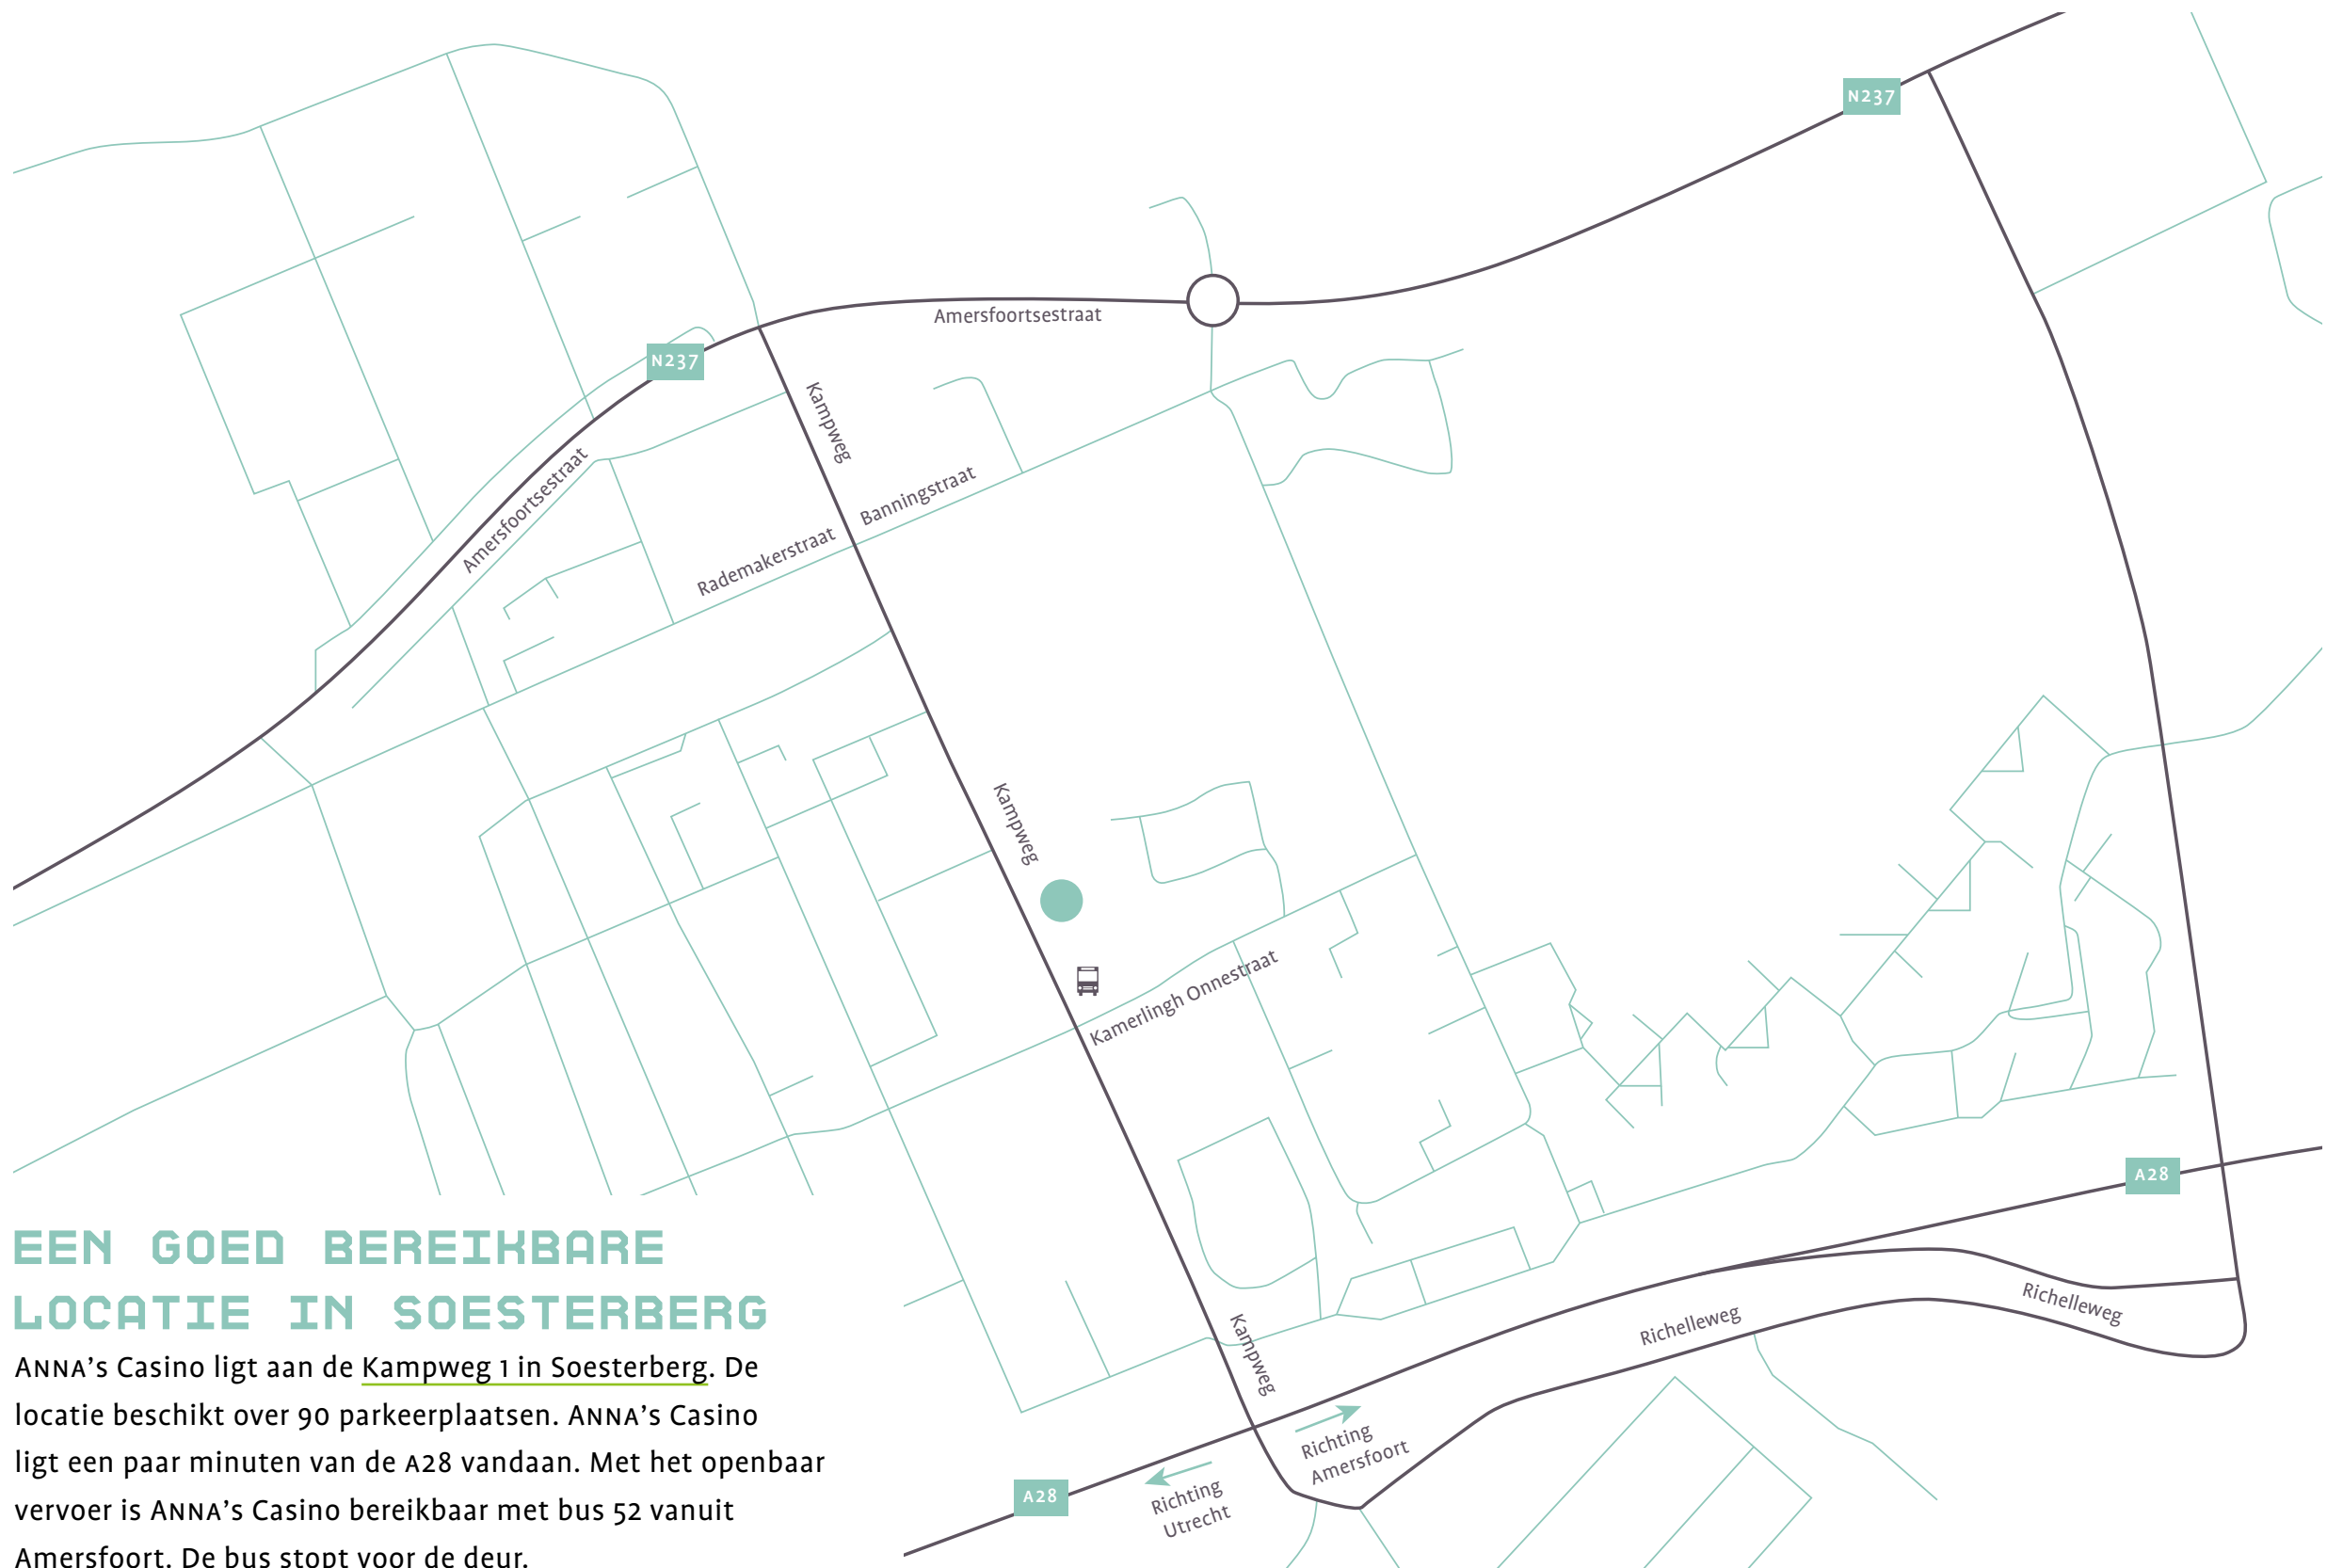 N237
Amersfoortsestraat
N237
Kampweg
Amersfoortsestraat
Banningstraat
Rademakerstraat
Kampweg
Kamerlingh Onnestraat
A28
Richelleweg
Richelleweg
Kampweg
Richting
Amersfoort
A28
Richting
Utrecht
EEN GOED BEREIKBARE
LOCATIE IN SOESTERBERG
ANNA’s Casino ligt aan de Kampweg 1 in Soesterberg. De
locatie beschikt over 90 parkeerplaatsen. ANNA’s Casino
ligt een paar minuten van de A28 vandaan. Met het openbaar
vervoer is ANNA’s Casino bereikbaar met bus 52 vanuit
Amersfoort. De bus stopt voor de deur.